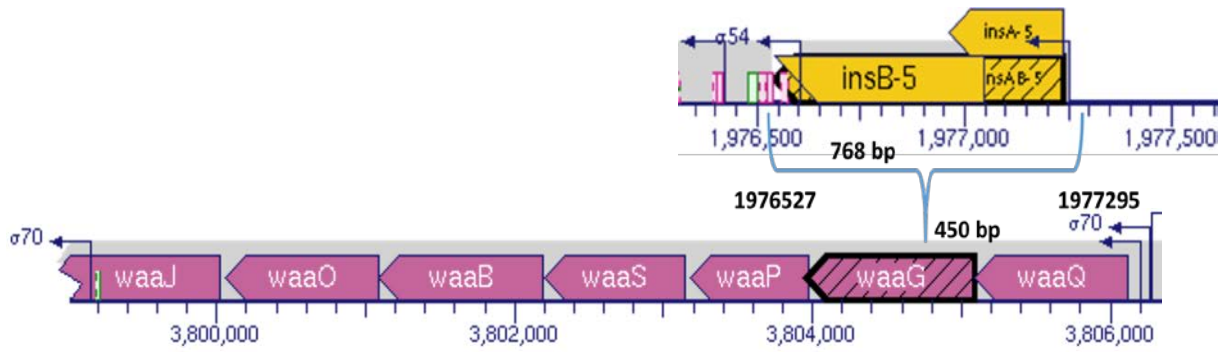 insA-5
σ54
insB-5 nsAB-5
1,976,500 1,977,000 1,977,500
768 bp
1976527 1977295
450 bp
σ70 σ70
waaJ waaO waaB waaS waaP waaG waaQ
3,800,000 3,802,000 3,804,000 3,806,000